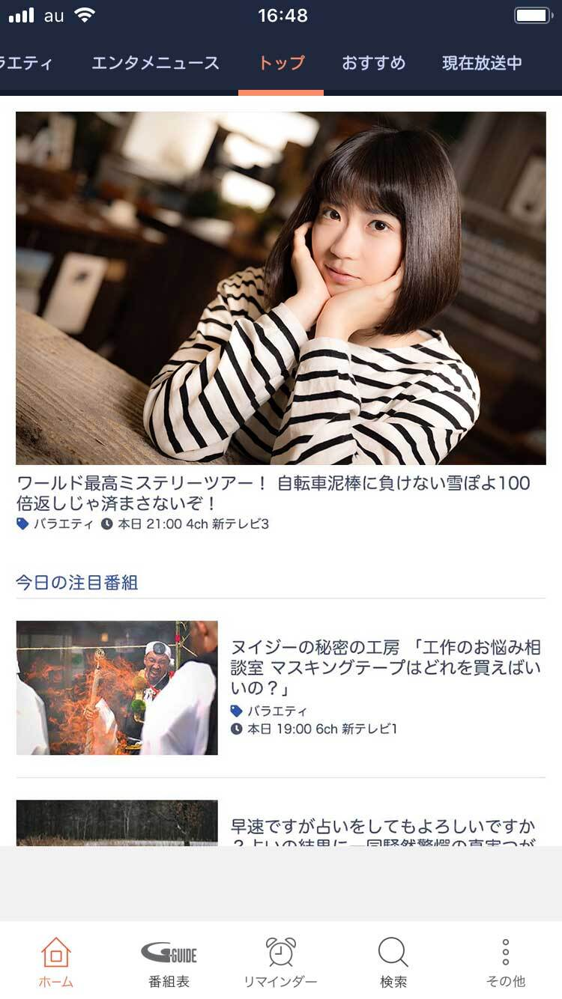 au 16:48
ラエティ エンタメニュース トップ おすすめ 現在放送中
ワールド最高ミステリーツアー！ 自転車泥棒に負けない雪ぽよ100
倍返しじゃ済まさないぞ！
バラエティ 本日 21:00 4ch 新テレビ3
今日の注目番組
ヌイジーの秘密の工房 「工作のお悩み相
談室 マスキングテープはどれを買えばい
いの？」
バラエティ
本日 19:00 6ch 新テレビ1
早速ですが占いをしてもよろしいですか
？占いの結果に一同騒然驚愕の真実つが
G-GUIDE
ホーム 番組表 リマインダー 検索 その他